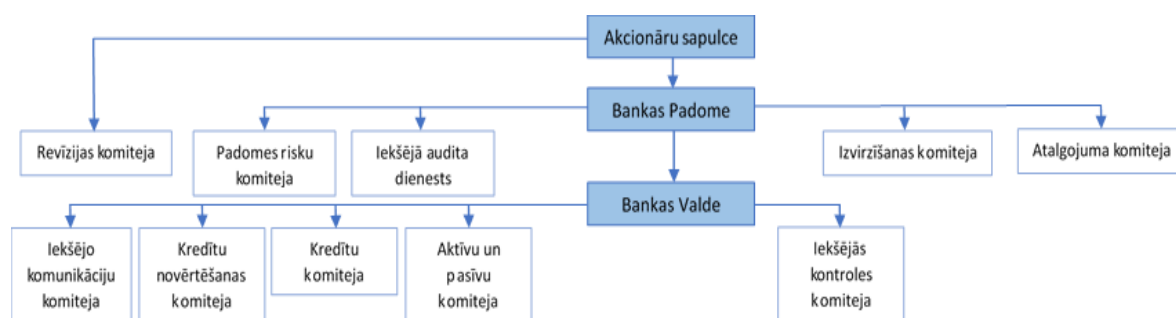 Akcionāru sapulce
Bankas Padome
Revīzijas komiteja
Padomes risku
komiteja
Iekšējā audita
dienests
Izvirzīšanas komiteja
Atalgojuma komiteja
Bankas Valde
Iekšējo
komunikāciju
komiteja
Kredītu
novērtēšanas
komiteja
Kredītu
komiteja
Aktīvu un
pasīvu
komiteja
Iekšējās
kontroles
komiteja